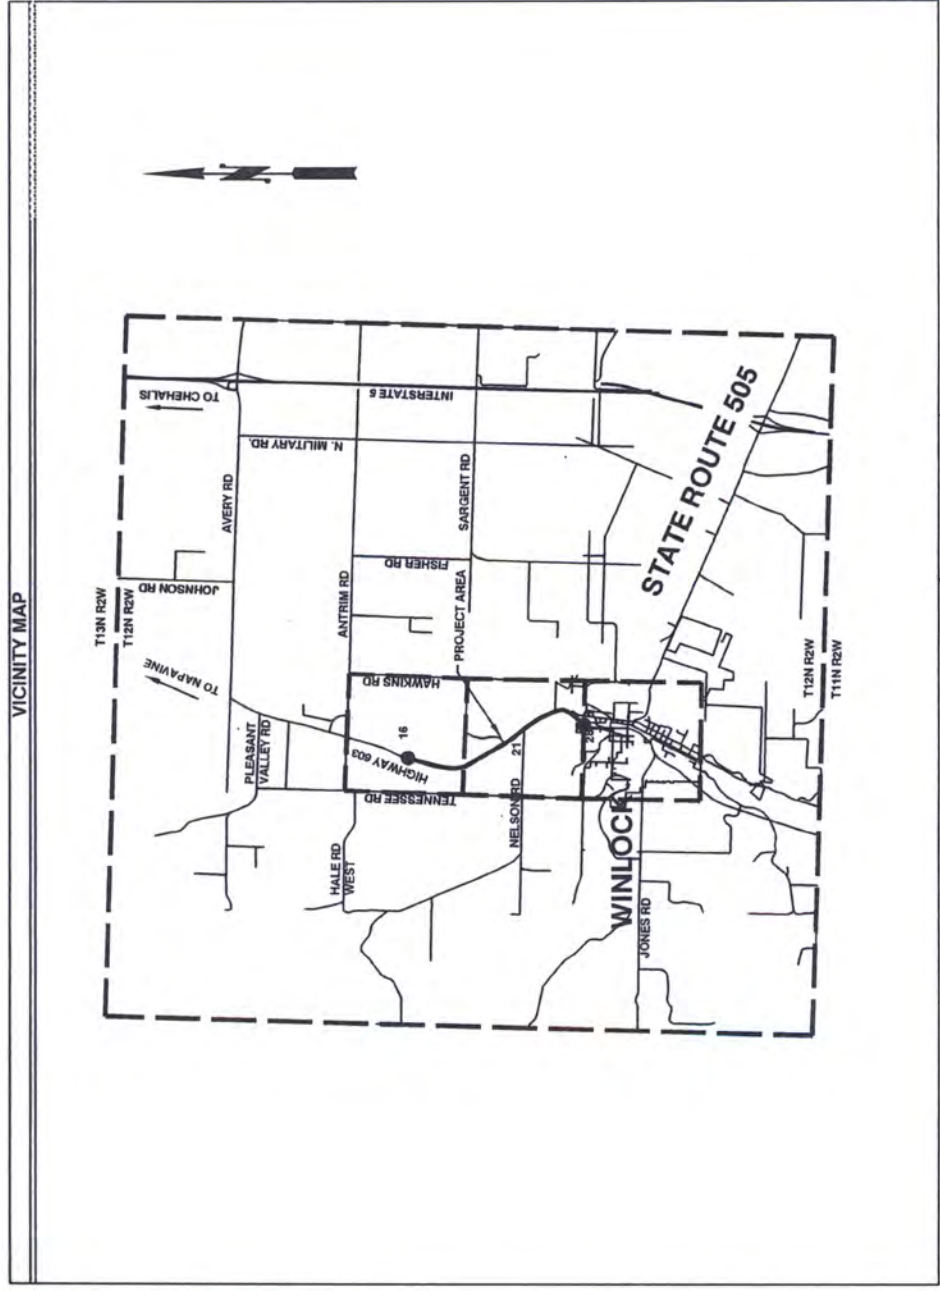 VICINITY MAP
T13N R2W
T12N R2W
TO CHEHALIS
TO NAPAVINE
JOHNSON RD
AVERY RD
N. MILITARY RD.
INTERSTATE 5
PLEASANT
VALLEY RD
ANTRIM RD
FISHER RD
SARGENT RD
HAWKINS RD
PROJECT AREA
16
HIGHWAY 603
TENNESSEE RD
HALE RD
WEST
21
NELSON RD
28
STATE ROUTE 505
WINLOCK
JONES RD
T12N R2W
T11N R2W
N